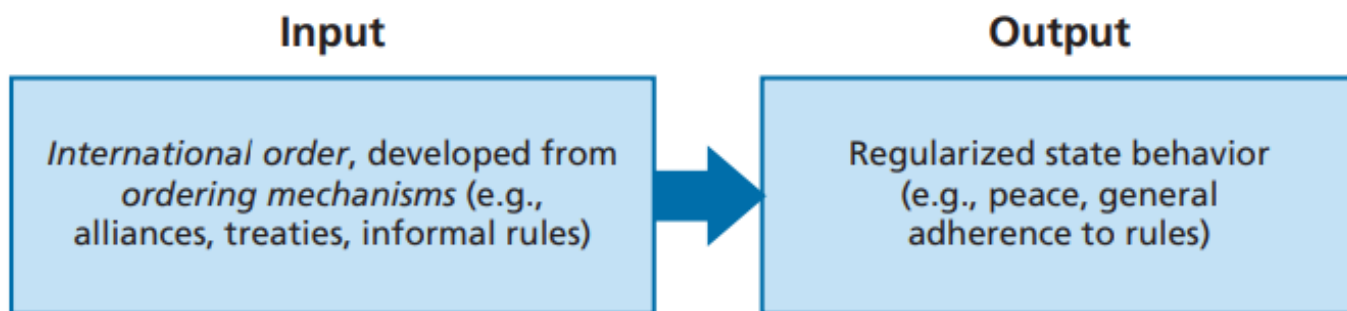 Input
International order, developed from
ordering mechanisms (e.g.,
alliances, treaties, informal rules)
Output
Regularized state behavior
(e.g., peace, general
adherence to rules)